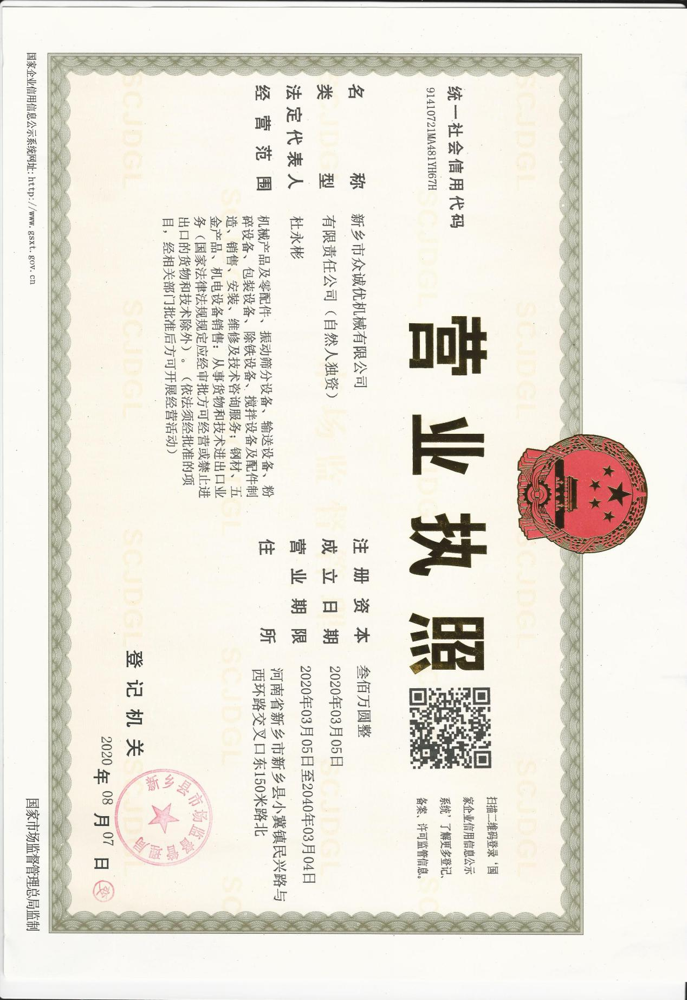 营业执照
统一社会信用代码
91410721MA481YH67H
扫描二维码登录‘国
家企业信用信息公示
系统’了解更多登记、
备案、许可监管信息。
名称 新乡市众诚优机械有限公司
类型 有限责任公司（自然人独资）
法定代表人 杜永彬
经营范围 机械产品及零配件、振动筛分设备、输送设备、粉
碎设备、包装设备、除铁设备、搅拌设备及配件制
造、销售、安装、维修及技术咨询服务；钢材、五
金产品、机电设备销售；从事货物和技术进出口业
务（国家法律法规规定应经审批方可经营或禁止进
出口的货物和技术除外）。（依法须经批准的项
目，经相关部门批准后方可开展经营活动）
注册资本 叁佰万圆整
成立日期 2020年03月05日
营业期限 2020年03月05日至2040年03月04日
住所 河南省新乡市新乡县小冀镇民兴路与
西环路交叉口东150米路北
登记机关
新乡县市场监督管理局
2020年08月07日
国家企业信用信息公示系统网址：http://www.gsxt.gov.cn
国家市场监督管理总局监制
SCJDGL